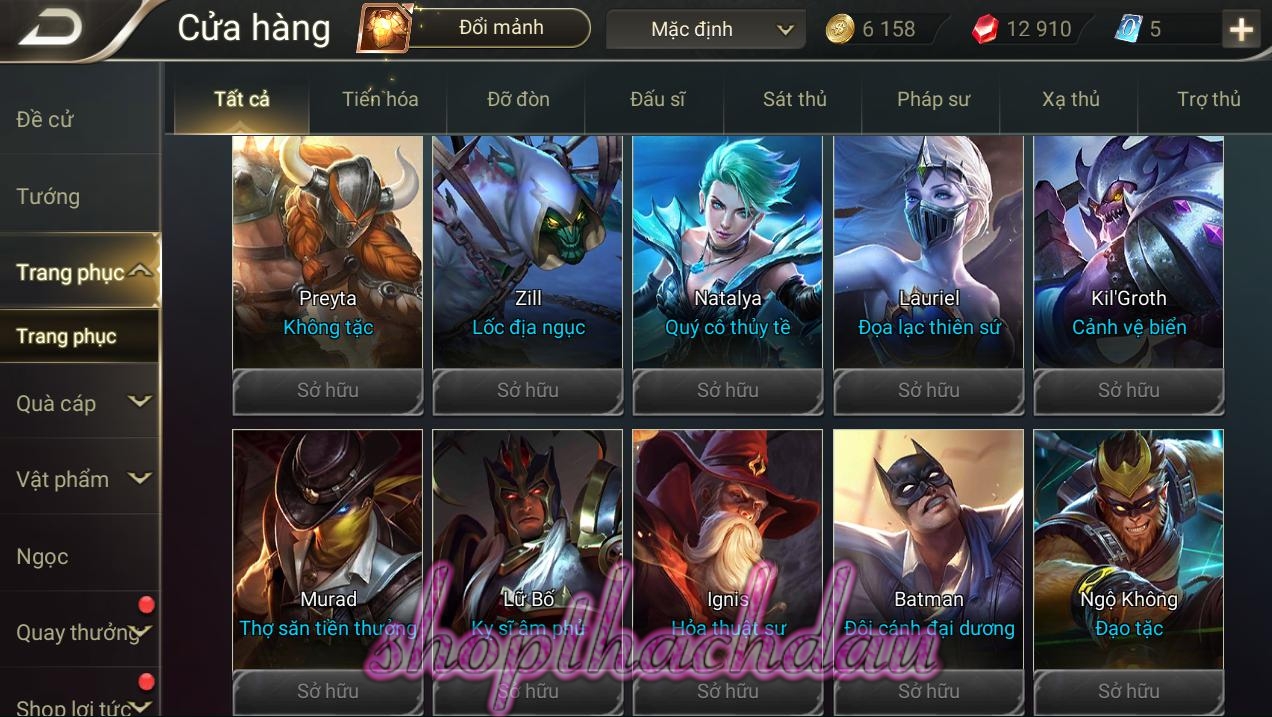 Cửa hàng
Đổi mảnh
Mặc định
6 158
12 910
5
Tất cả
Tiến hóa
Đỡ đòn
Đấu sĩ
Sát thủ
Pháp sư
Xạ thủ
Trợ thủ
Đề cử
Tướng
Trang phục
Trang phục
Quà cáp
Vật phẩm
Ngọc
Quay thưởng
Shop lợi tức
Preyta
Không tặc
Sở hữu
Zill
Lốc địa ngục
Sở hữu
Natalya
Quý cô thủy tề
Sở hữu
Lauriel
Đọa lạc thiên sứ
Sở hữu
Kil'Groth
Cảnh vệ biển
Sở hữu
Murad
Thợ săn tiền thưởng
Sở hữu
Lữ Bố
Kỵ sĩ âm phủ
Sở hữu
Ignis
Hỏa thuật sư
Sở hữu
Batman
Đôi cánh đại dương
Sở hữu
Ngộ Không
Đạo tặc
Sở hữu
shopthachdau